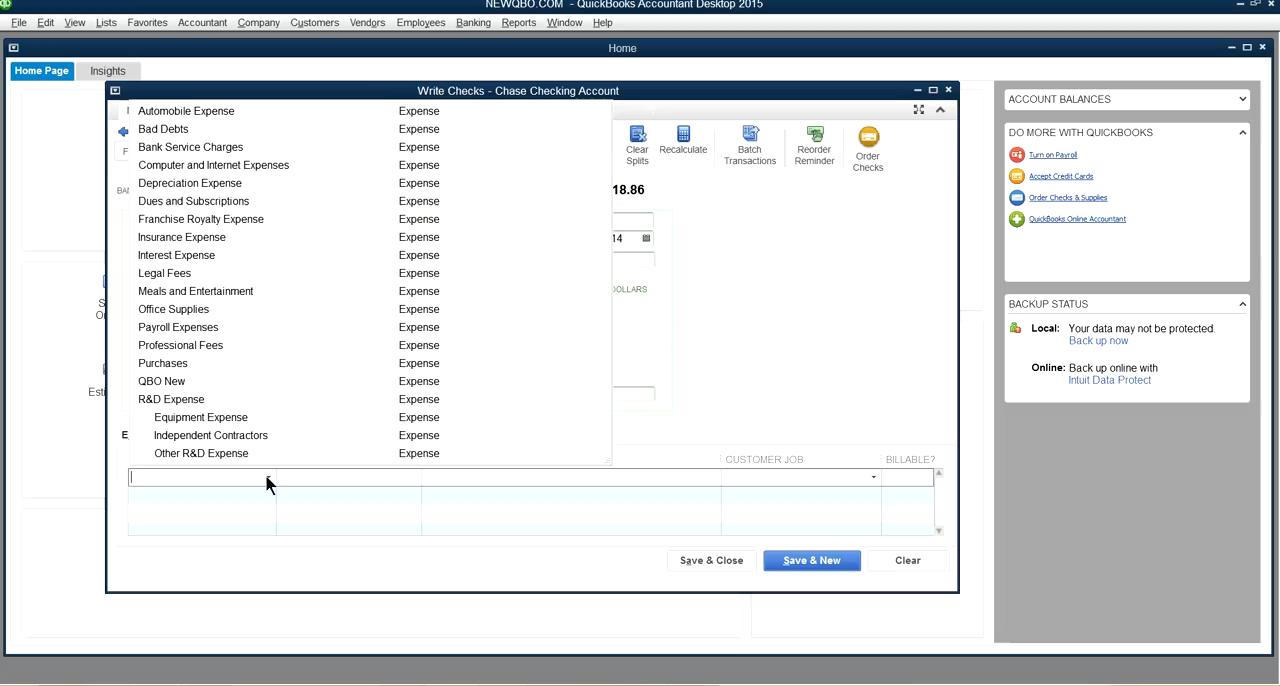 NEWQBO.COM - QuickBooks Accountant Desktop 2015
File Edit View Lists Favorites Accountant Company Customers Vendors Employees Banking Reports Window Help
Home
Home Page Insights
Write Checks - Chase Checking Account
Automobile Expense Expense
Bad Debts Expense
Bank Service Charges Expense
Computer and Internet Expenses Expense
Depreciation Expense Expense
Dues and Subscriptions Expense
Franchise Royalty Expense Expense
Insurance Expense Expense
Interest Expense Expense
Legal Fees Expense
Meals and Entertainment Expense
Office Supplies Expense
Payroll Expenses Expense
Professional Fees Expense
Purchases Expense
QBO New Expense
R&D Expense Expense
Equipment Expense Expense
Independent Contractors Expense
Other R&D Expense Expense
Clear Splits
Recalculate
Batch Transactions
Reorder Reminder
Order Checks
18.86
14
DOLLARS
CUSTOMER:JOB BILLABLE?
Save & Close Save & New Clear
ACCOUNT BALANCES
DO MORE WITH QUICKBOOKS
Turn on Payroll
Accept Credit Cards
Order Checks & Supplies
QuickBooks Online Accountant
BACKUP STATUS
Local: Your data may not be protected.
Back up now
Online: Back up online with
Intuit Data Protect